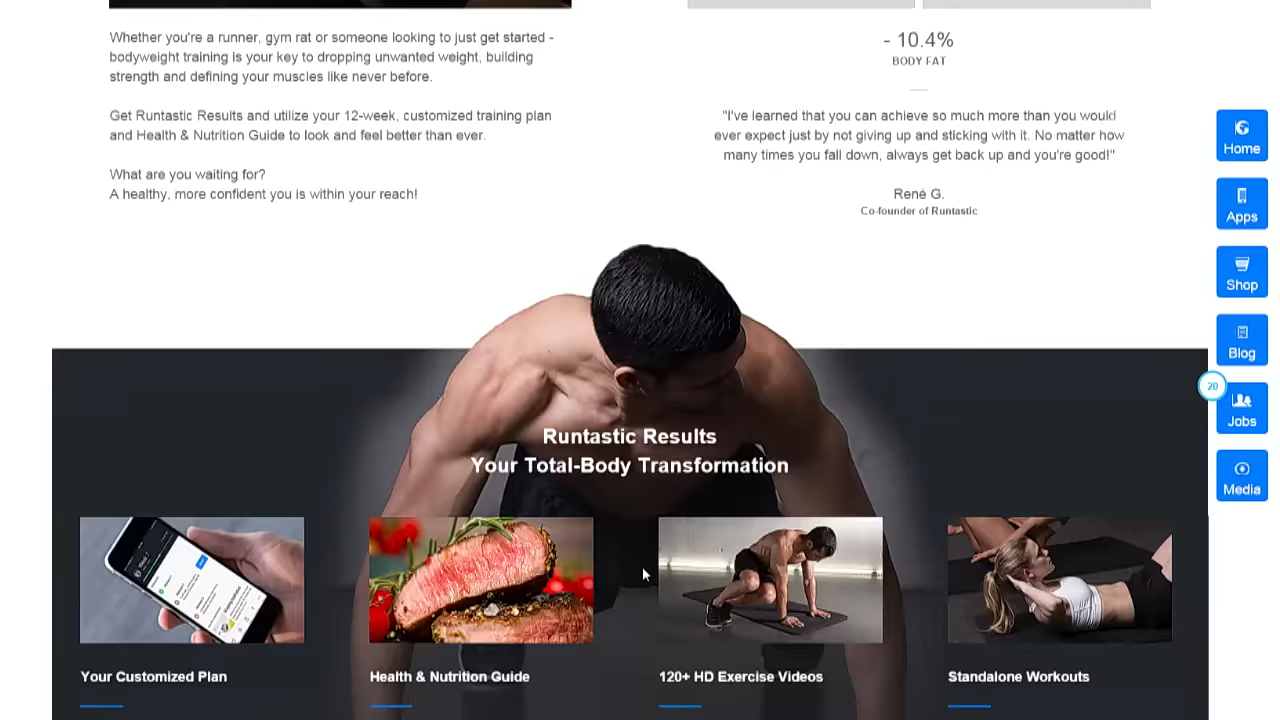 Whether you're a runner, gym rat or someone looking to just get started -
bodyweight training is your key to dropping unwanted weight, building
strength and defining your muscles like never before.
Get Runtastic Results and utilize your 12-week, customized training plan
and Health & Nutrition Guide to look and feel better than ever.
What are you waiting for?
A healthy, more confident you is within your reach!
- 10.4%
BODY FAT
"I've learned that you can achieve so much more than you would
ever expect just by not giving up and sticking with it. No matter how
many times you fall down, always get back up and you're good!"
René G.
Co-founder of Runtastic
Home
Apps
Shop
Blog
20
Jobs
Media
Runtastic Results
Your Total-Body Transformation
Your Customized Plan
Health & Nutrition Guide
120+ HD Exercise Videos
Standalone Workouts